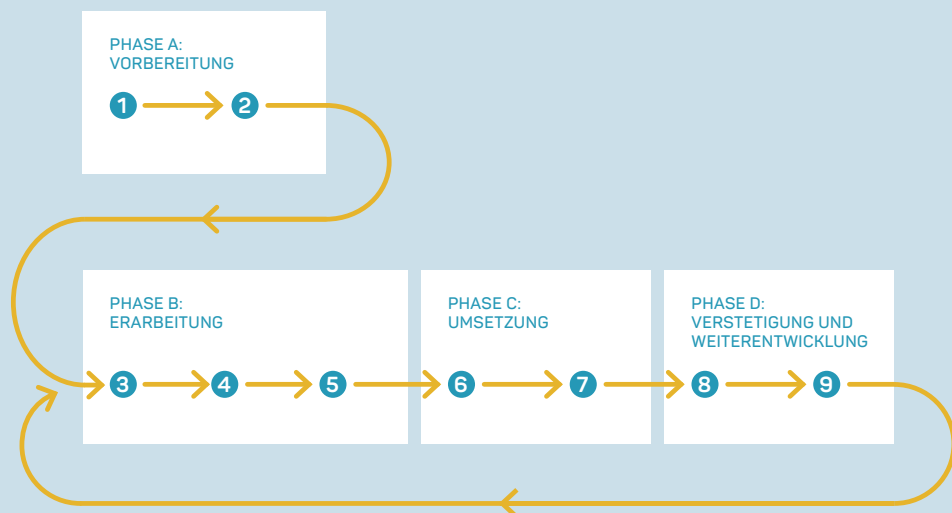 PHASE A:
VORBEREITUNG
1 2
PHASE B:
ERARBEITUNG
3 4 5
PHASE C:
UMSETZUNG
6 7
PHASE D:
VERSTETIGUNG UND
WEITERENTWICKLUNG
8 9